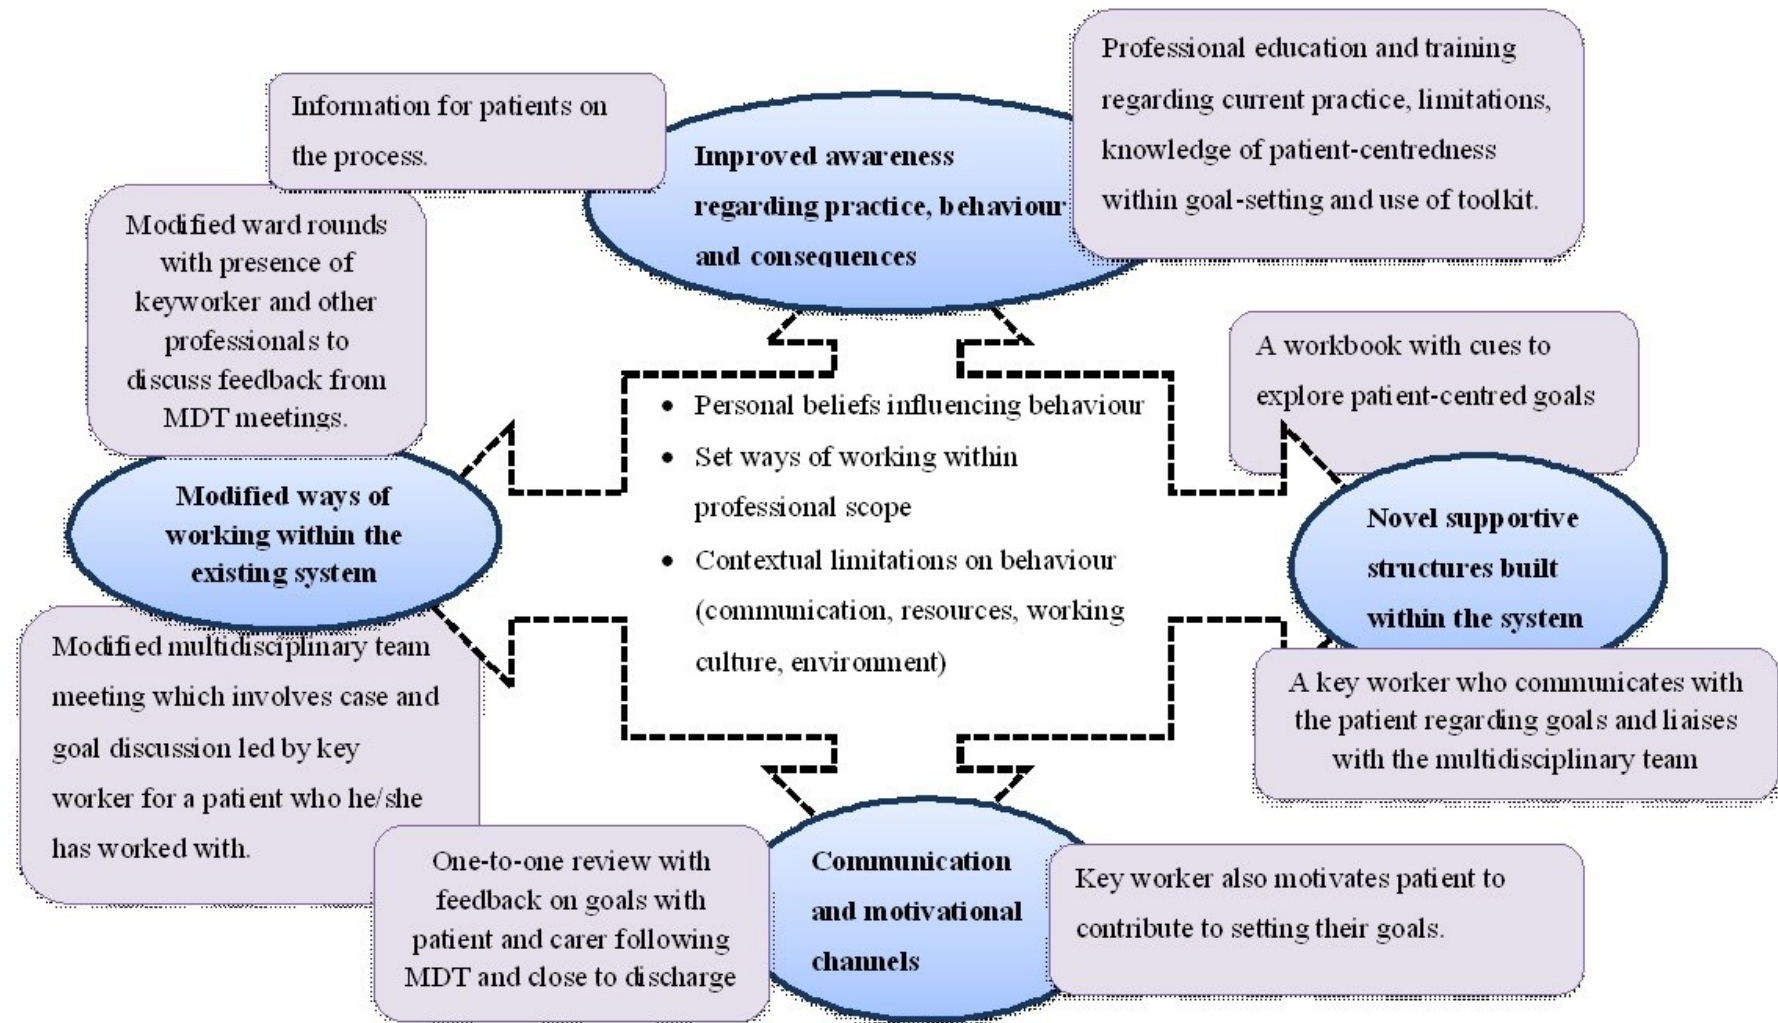 Information for patients on
the process.
Improved awareness
regarding practice, behaviour
and consequences
Professional education and training
regarding current practice, limitations,
knowledge of patient-centredness
within goal-setting and use of toolkit.
Modified ward rounds
with presence of
keyworker and other
professionals to
discuss feedback from
MDT meetings.
Modified ways of
working within the
existing system
Modified multidisciplinary team
meeting which involves case and
goal discussion led by key
worker for a patient who he/she
has worked with.
• Personal beliefs influencing behaviour
• Set ways of working within
professional scope
• Contextual limitations on behaviour
(communication, resources, working
culture, environment)
A workbook with cues to
explore patient-centred goals
Novel supportive
structures built
within the system
A key worker who communicates with
the patient regarding goals and liaises
with the multidisciplinary team
One-to-one review with
feedback on goals with
patient and carer following
MDT and close to discharge
Communication
and motivational
channels
Key worker also motivates patient to
contribute to setting their goals.